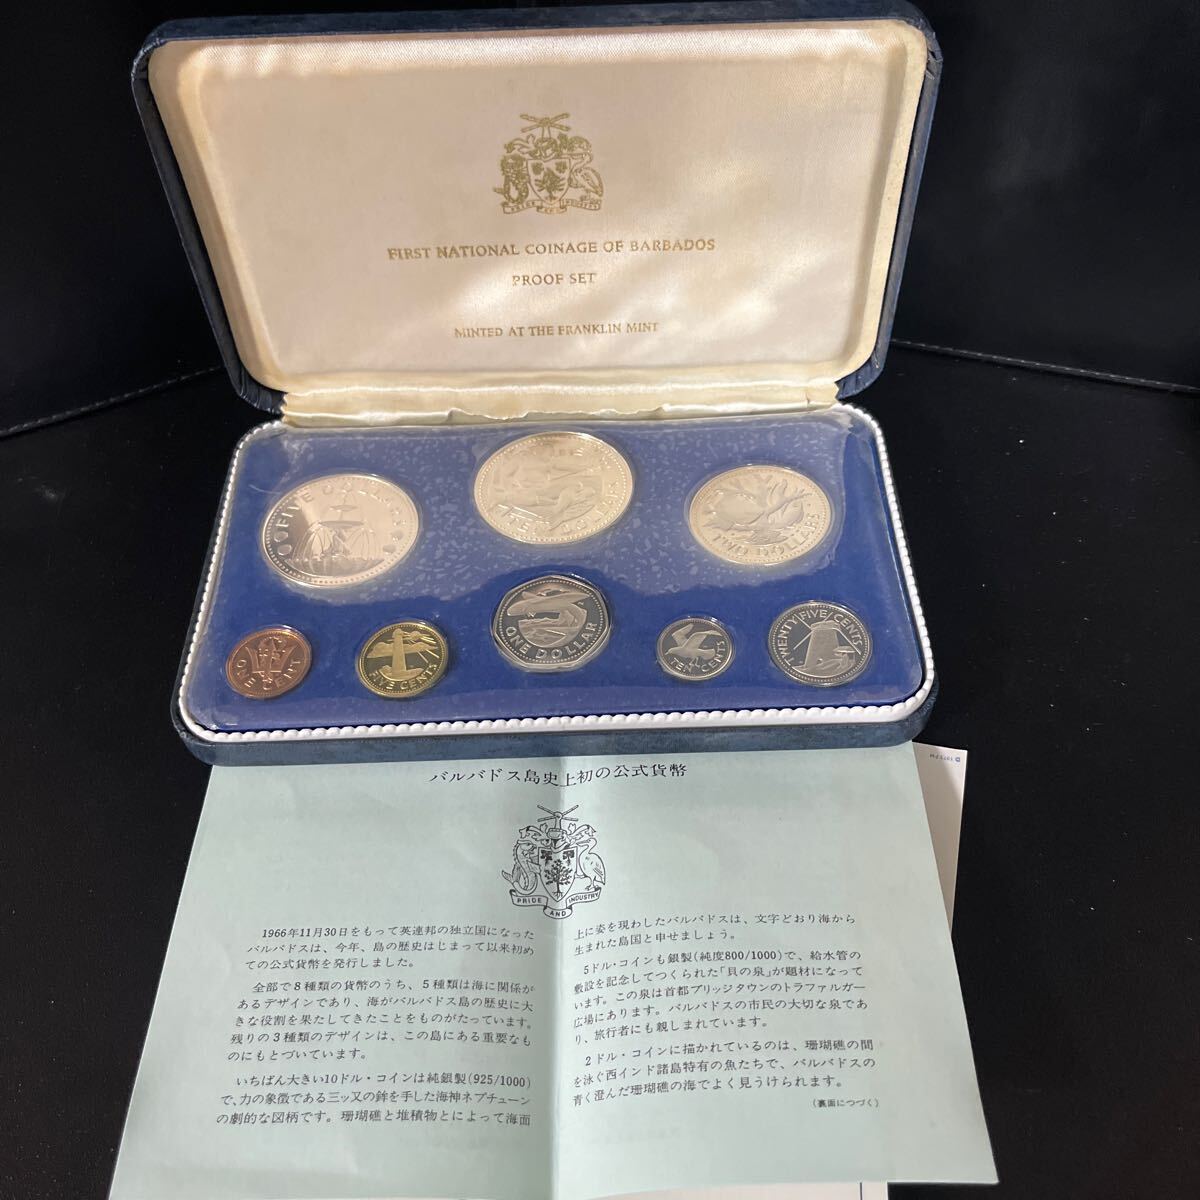 PRIDE AND INDUSTRY
FIRST NATIONAL COINAGE OF BARBADOS
PROOF SET
MINTED AT THE FRANKLIN MINT
FIVE DOLLARS
TEN DOLLARS
TWO DOLLARS
ONE CENT
FIVE CENTS
ONE DOLLAR
TEN CENTS
TWENTY FIVE CENTS
バルバドス島史上初の公式貨幣
PRIDE AND INDUSTRY
1966年11月30日をもって英連邦の独立国になった
バルバドスは、今年、島の歴史はじまって以来初め
ての公式貨幣を発行しました。
全部で8種類の貨幣のうち、5種類は海に関係が
あるデザインであり、海がバルバドス島の歴史に大
きな役割を果たしてきたことをものがたっています。
残りの3種類のデザインは、この島にある重要なも
のにもとづいています。
いちばん大きい10ドル・コインは純銀製(925/1000)
で、力の象徴である三ッ又の鉾を手した海神ネプチューン
の劇的な図柄です。珊瑚礁と堆積物とによって海面
上に姿を現わしたバルバドスは、文字どおり海から
生まれた島国と申せましょう。
5ドル・コインも銀製(純度800/1000)で、給水管の
敷設を記念してつくられた「貝の泉」が題材になって
います。この泉は首都ブリッジタウンのトラファルガー
広場にあります。バルバドスの市民の大切な泉であ
り、旅行者にも親しまれています。
2ドル・コインに描かれているのは、珊瑚礁の間
を泳ぐ西インド諸島特有の魚たちで、バルバドスの
青く澄んだ珊瑚礁の海でよく見うけられます。
(裏面につづく)